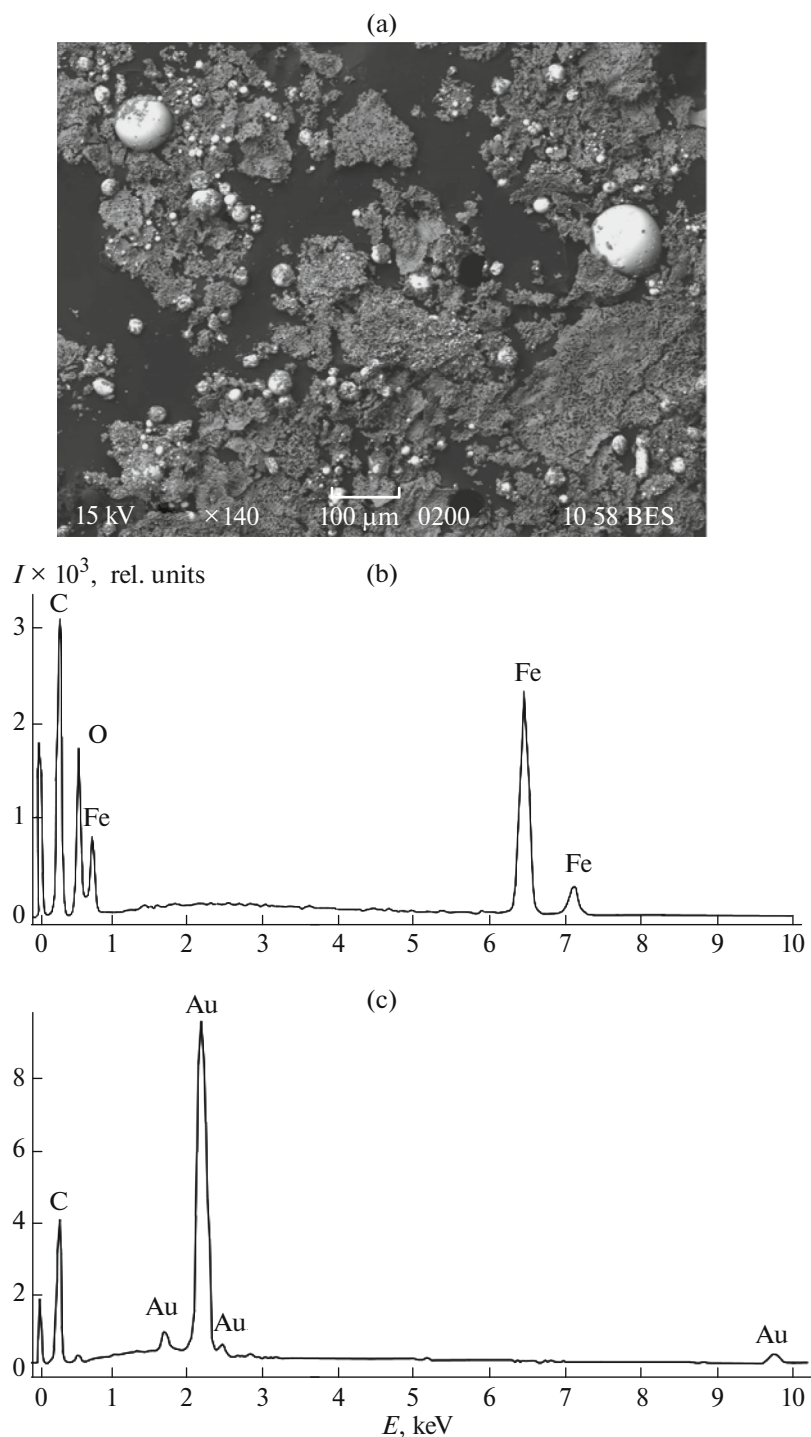 (a)
15 kV ×140 100 μm 0200 10 58 BES
I × 10³, rel. units (b)
C
3
Fe
2
O
1
Fe
Fe
0
0 1 2 3 4 5 6 7 8 9 10
(c)
Au
8
6
C
4
2
Au
Au
Au
0
0 1 2 3 4 5 6 7 8 9 10
E, keV